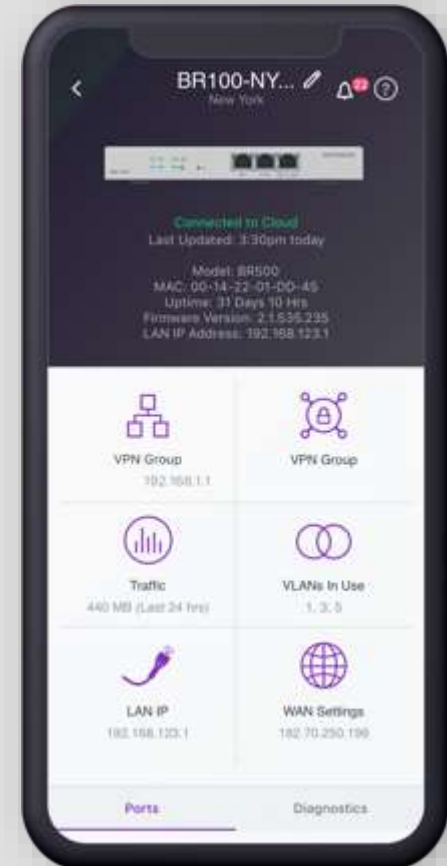 BR100-NY...
22
?
New York
Connected to Cloud
Last Updated: 3:30pm today
Model: BR500
MAC: 00-14-22-01-DD-45
Uptime: 31 Days 10 Hrs
Firmware Version: 2.1.535.235
LAN IP Address: 192.168.123.1
VPN Group
192.168.1.1
VPN Group
Traffic
440 MB (Last 24 hrs)
VLANs In Use
1, 3, 5
LAN IP
192.168.123.1
WAN Settings
182.70.250.198
Ports
Diagnostics